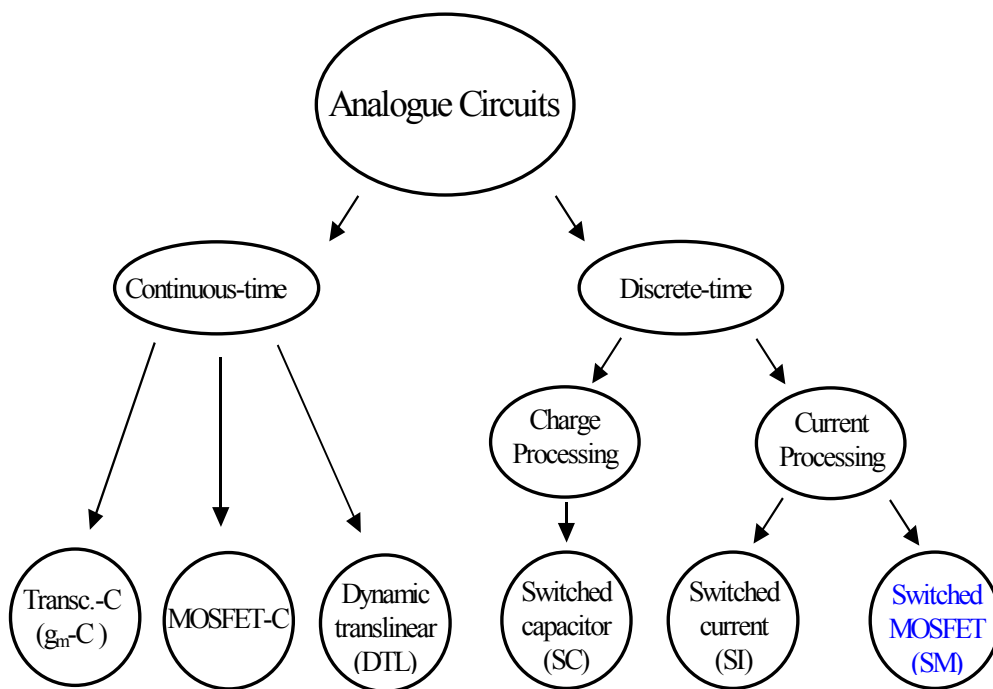 Analogue Circuits
Continuous-time
Discrete-time
Charge
Processing
Current
Processing
Transc.-C
(gm-C )
MOSFET-C
Dynamic
translinear
(DTL)
Switched
capacitor
(SC)
Switched
current
(SI)
Switched
MOSFET
(SM)